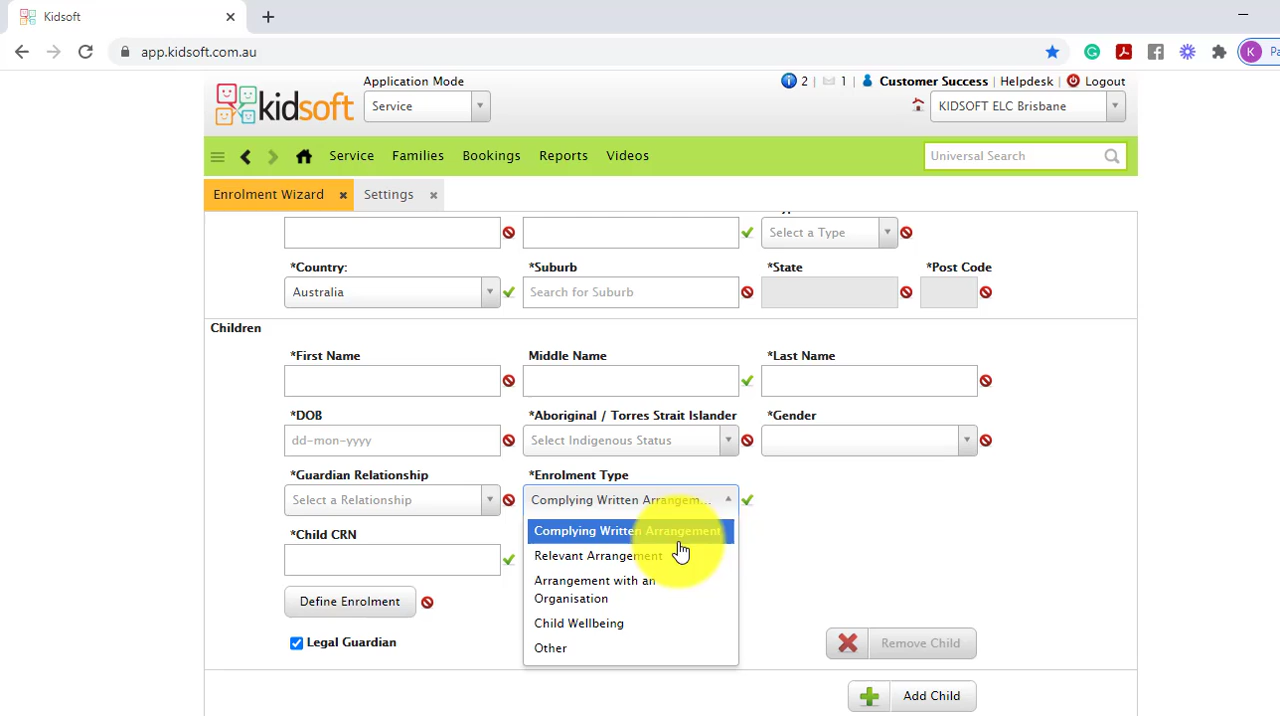 Kidsoft
app.kidsoft.com.au
K
Pa
kidsoft
Application Mode
Service
2 | 1 | Customer Success | Helpdesk | Logout
KIDSOFT ELC Brisbane
Service Families Bookings Reports Videos
Universal Search
Enrolment Wizard
Settings
Select a Type
*Country: *Suburb *State *Post Code
Australia Search for Suburb
Children
*First Name Middle Name *Last Name
*DOB *Aboriginal / Torres Strait Islander *Gender
dd-mon-yyyy Select Indigenous Status
*Guardian Relationship *Enrolment Type
Select a Relationship Complying Written Arrangem...
Complying Written Arrangement
*Child CRN
Relevant Arrangement
Arrangement with an
Organisation
Define Enrolment
Child Wellbeing
Legal Guardian
Other
Remove Child
Add Child